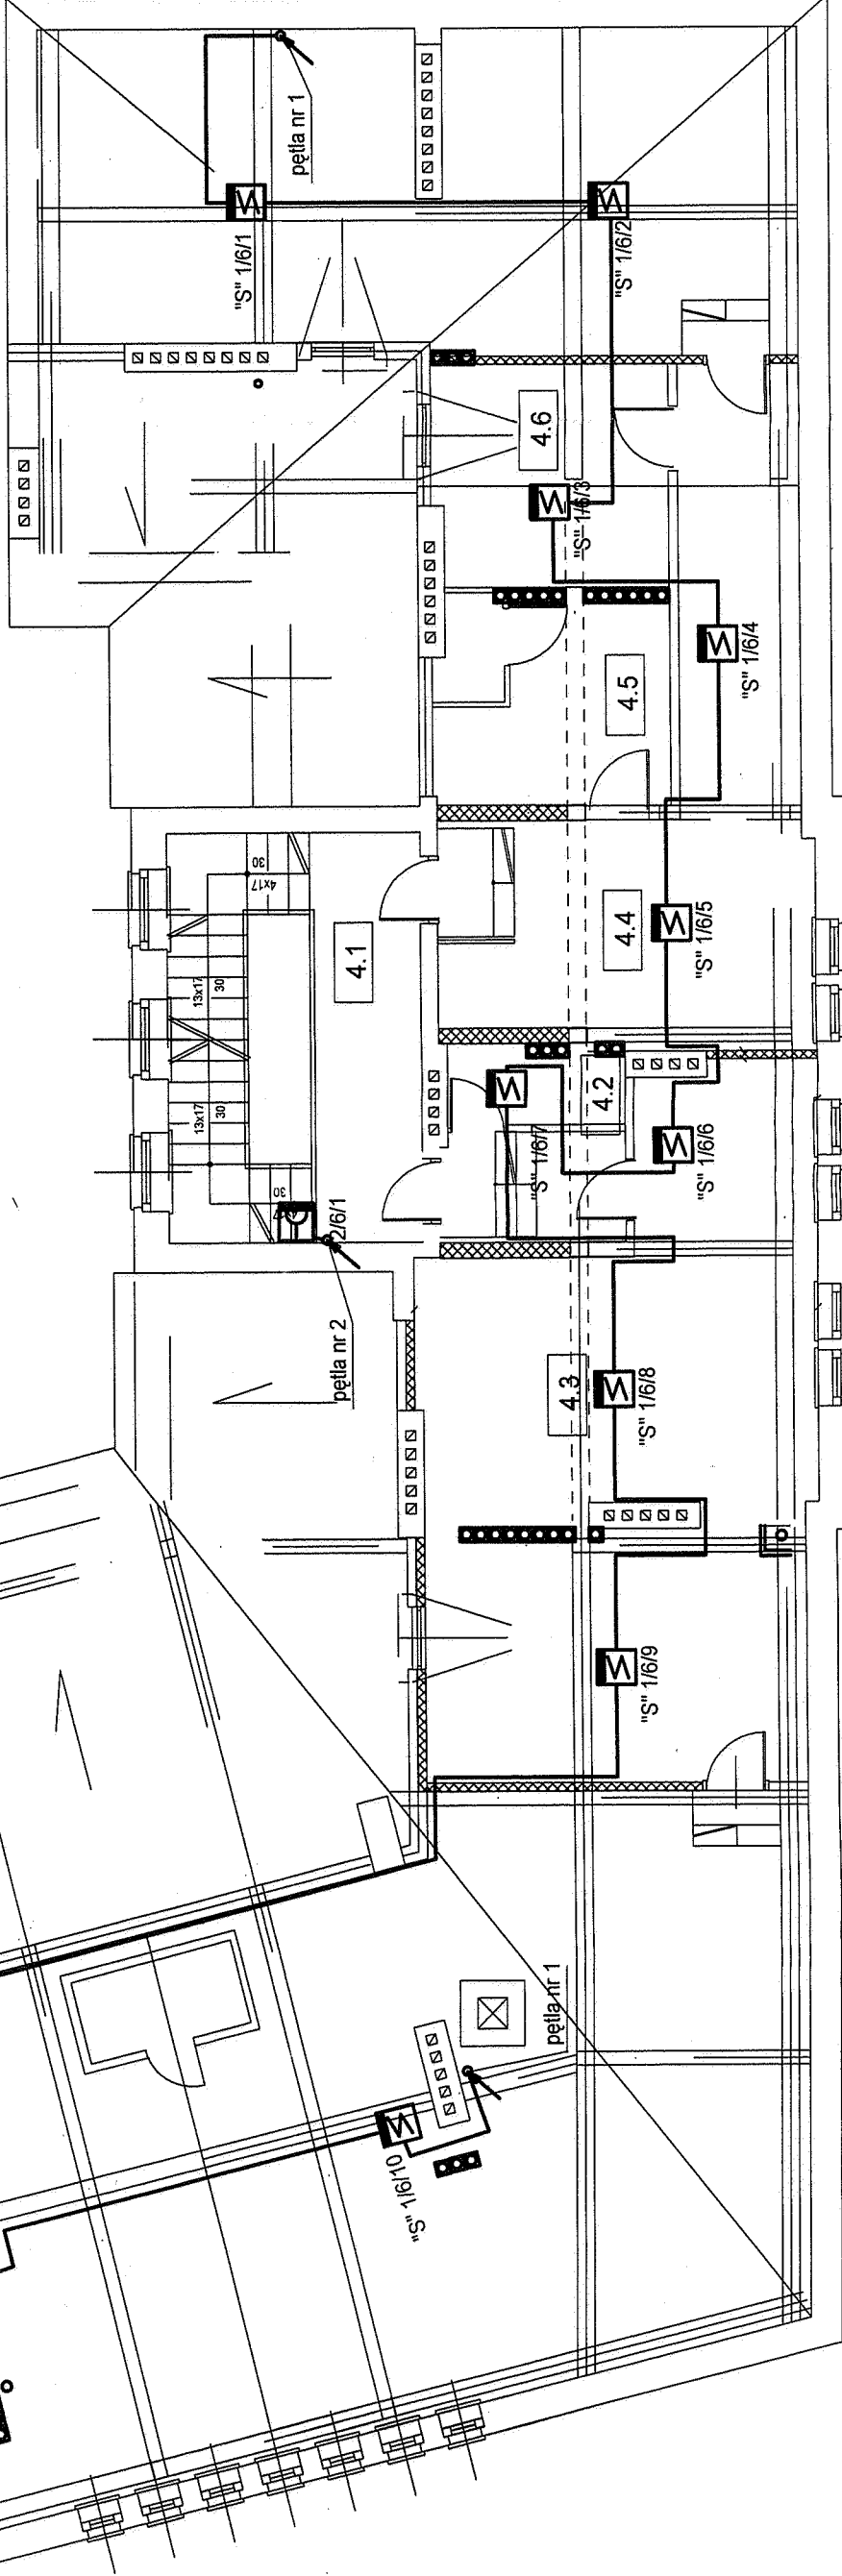 pętla nr 1
"S" 1/6/1
"S" 1/6/2
4.6
"S" 1/6/3
"S" 1/6/4
4.5
30
4x17
4.1
4.4
"S" 1/6/5
13x17
30
4.2
13x17
30
"S" 1/6/7
"S" 1/6/6
30
2/6/1
pętla nr 2
4.3
"S" 1/6/8
"S" 1/6/9
pętla nr 1
"S" 1/6/10